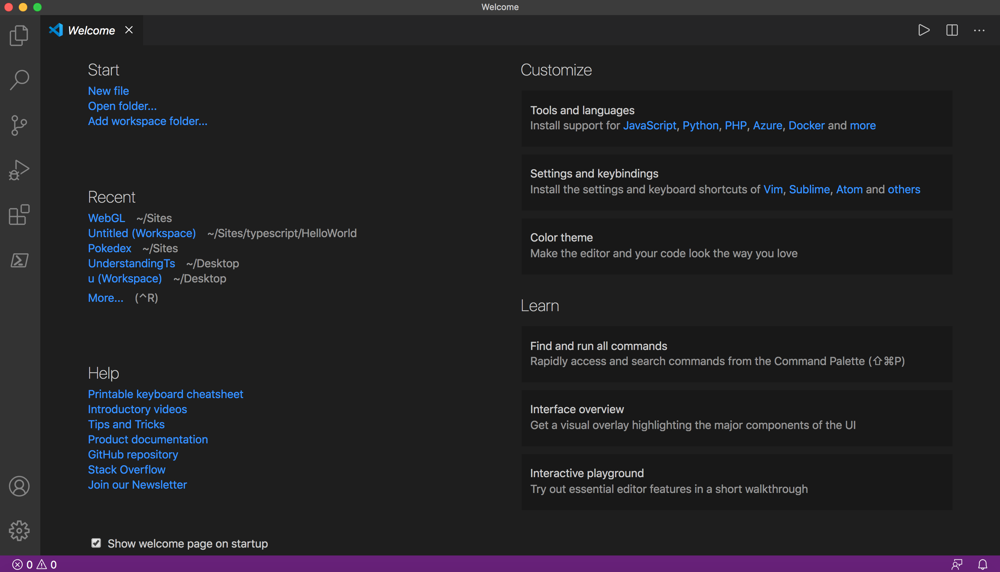 Welcome
Welcome
Start
New file
Open folder...
Add workspace folder...
Recent
WebGL ~/Sites
Untitled (Workspace) ~/Sites/typescript/HelloWorld
Pokedex ~/Sites
UnderstandingTs ~/Desktop
u (Workspace) ~/Desktop
More... (^R)
Help
Printable keyboard cheatsheet
Introductory videos
Tips and Tricks
Product documentation
GitHub repository
Stack Overflow
Join our Newsletter
Show welcome page on startup
Customize
Tools and languages
Install support for JavaScript, Python, PHP, Azure, Docker and more
Settings and keybindings
Install the settings and keyboard shortcuts of Vim, Sublime, Atom and others
Color theme
Make the editor and your code look the way you love
Learn
Find and run all commands
Rapidly access and search commands from the Command Palette (⇧⌘P)
Interface overview
Get a visual overlay highlighting the major components of the UI
Interactive playground
Try out essential editor features in a short walkthrough
0 0